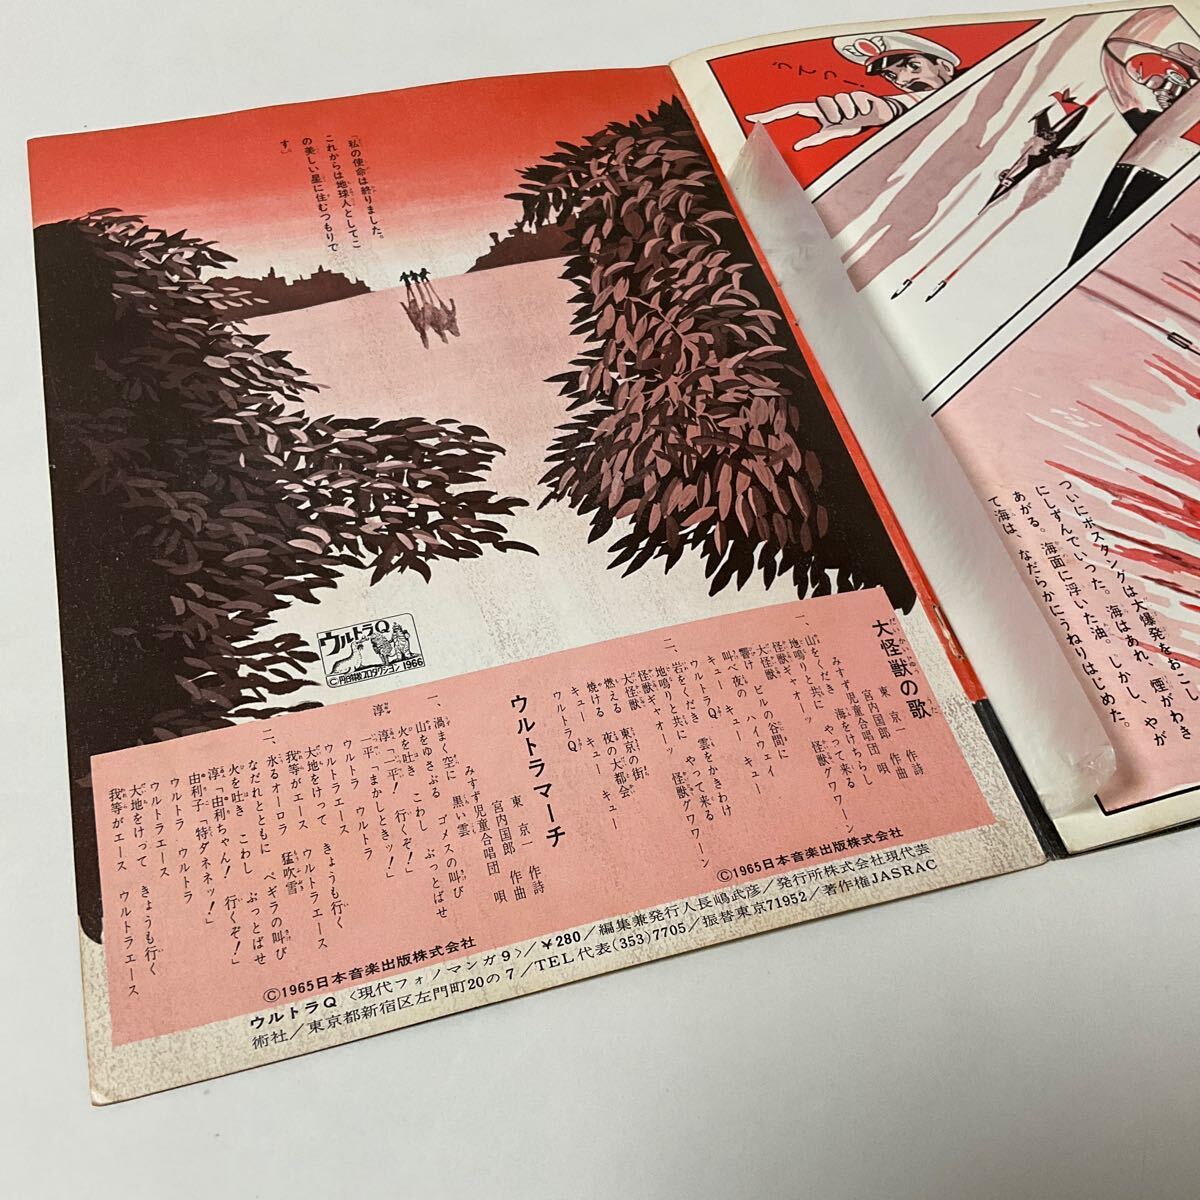 「私の使命は終りました。
これからは地球人としてこ
の美しい星に住むつもりで
す」
うてっー!
ついにボスタングは大爆発をおこし
にしずんでいった。海はあれ、煙がわき
あがる。海面に浮いた油。しかし、やが
て海は、なだらかにうねりはじめた。
ウルトラQ
©円谷特技プロダクション1966
大怪獣の歌
東 京一 作詩
宮内国郎 作曲
みすず児童合唱団 唄
一、山をくだき 海をけちらし
地鳴りと共に やって来る
怪獣ギャオーッ 怪獣グワワーン
大怪獣 ビルの谷間に
響け ハイウェイ
叫べ夜の キュー キュー
キュー
ウルトラQ
二、岩をくだき 雲をかきわけ
地鳴りと共に やって来る
怪獣ギャオーッ 怪獣グワワーン
大怪獣 東京の街
燃える 夜の大都会
焼ける キュー キュー
キュー
ウルトラQ
©1965日本音楽出版株式会社
ウルトラマーチ
東 京一 作詩
宮内国郎 作曲
みすず児童合唱団 唄
一、渦まく空に 黒い雲
山をゆさぶる ゴメスの叫び
火を吐き こわし ぶっとばせ
淳「一平! 行くぞ!」
一平「まかしときッ!」
ウルトラ ウルトラ
ウルトラエース
大地をけって きょうも行く
我等がエース ウルトラエース
二、氷るオーロラ 猛吹雪
なだれとともに ペギラの叫び
火を吐き こわし ぶっとばせ
淳「由利ちゃん! 行くぞ!」
由利子「特ダネネッ!」
ウルトラ ウルトラ
ウルトラエース
大地をけって きょうも行く
我等がエース ウルトラエース
©1965日本音楽出版株式会社
ウルトラQ〈現代フォノマンガ9〉/¥280/編集兼発行人長嶋武彦/発行所株式会社現代芸
術社/東京都新宿区左門町20の7/TEL代表(353)7705/振替東京71952/著作権JASRAC